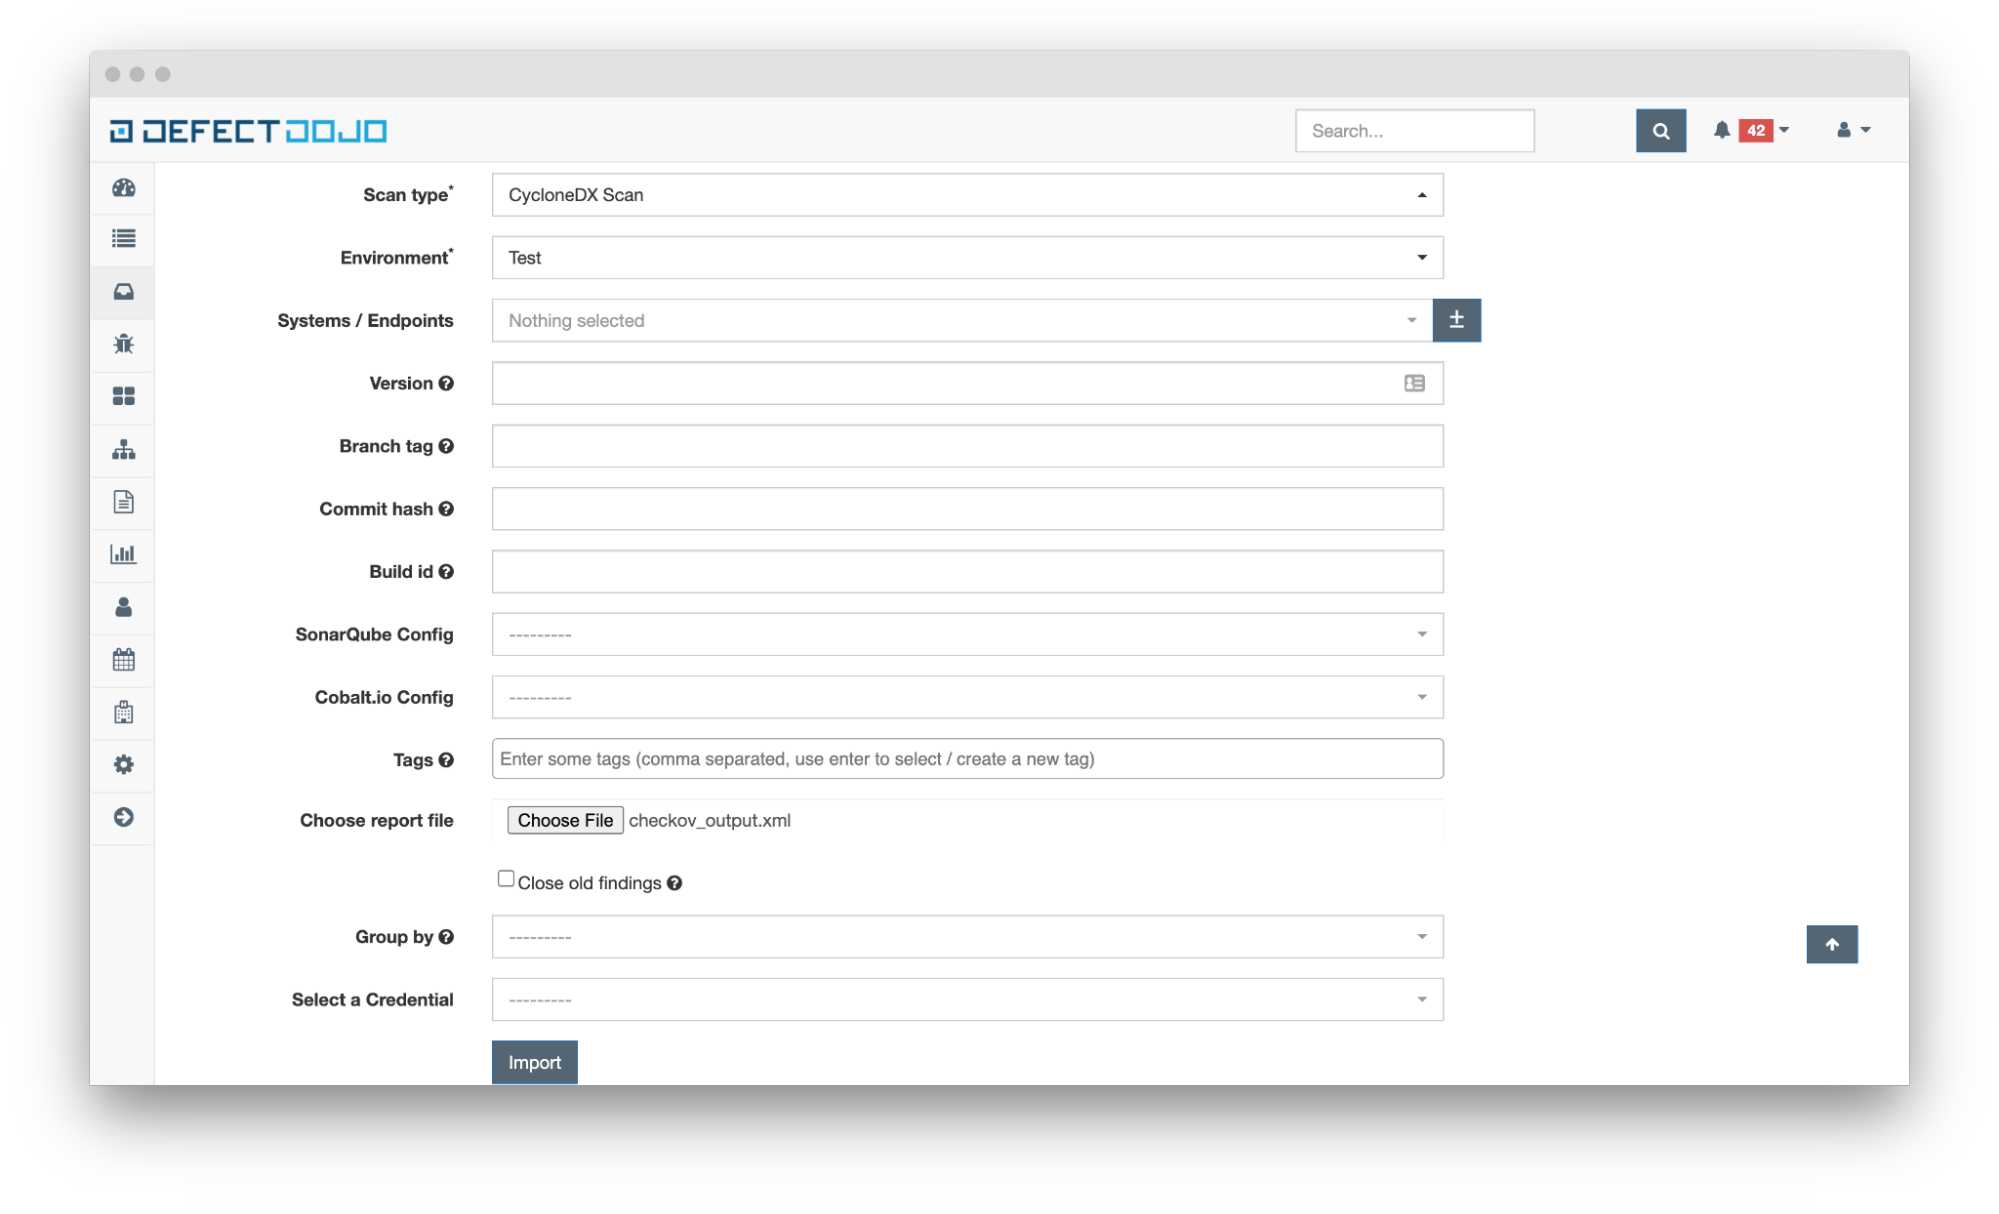 DEFECTDOJO
Search...
42
Scan type*
CycloneDX Scan
Environment*
Test
Systems / Endpoints
Nothing selected
Version
Branch tag
Commit hash
Build id
SonarQube Config
---------
Cobalt.io Config
---------
Tags
Enter some tags (comma separated, use enter to select / create a new tag)
Choose report file
Choose File checkov_output.xml
Close old findings
Group by
---------
Select a Credential
---------
Import